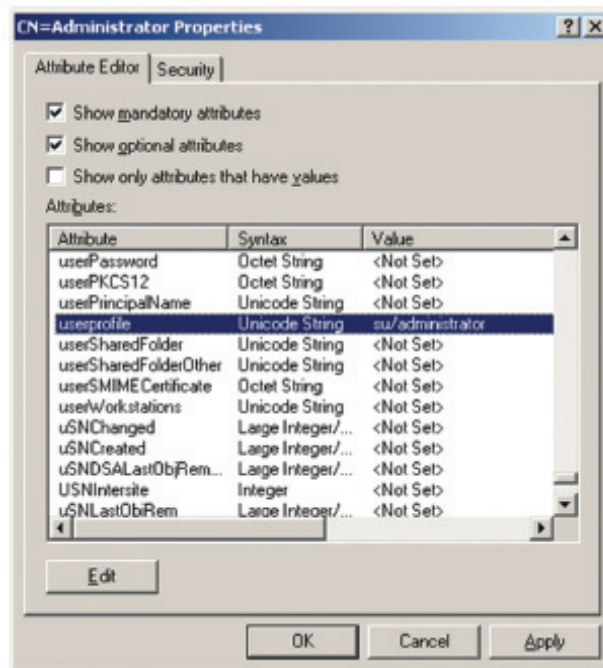 CN=Administrator Properties
Attribute Editor Security
Show mandatory attributes
Show optional attributes
Show only attributes that have values
Attributes:
Attribute Syntax Value
userPassword Octet String <Not Set>
userPKCS12 Octet String <Not Set>
userPrincipalName Unicode String <Not Set>
userprofile Unicode String su/administrator
userSharedFolder Unicode String <Not Set>
userSharedFolderOther Unicode String <Not Set>
userSMIMECertificate Octet String <Not Set>
userWorkstations Unicode String <Not Set>
uSNChanged Large Integer/... <Not Set>
uSNCreated Large Integer/... <Not Set>
uSNDSALastObjRem... Large Integer/... <Not Set>
USNIntersite Integer <Not Set>
uSNLastObjRem Large Integer/... <Not Set>
Edit
OK Cancel Apply